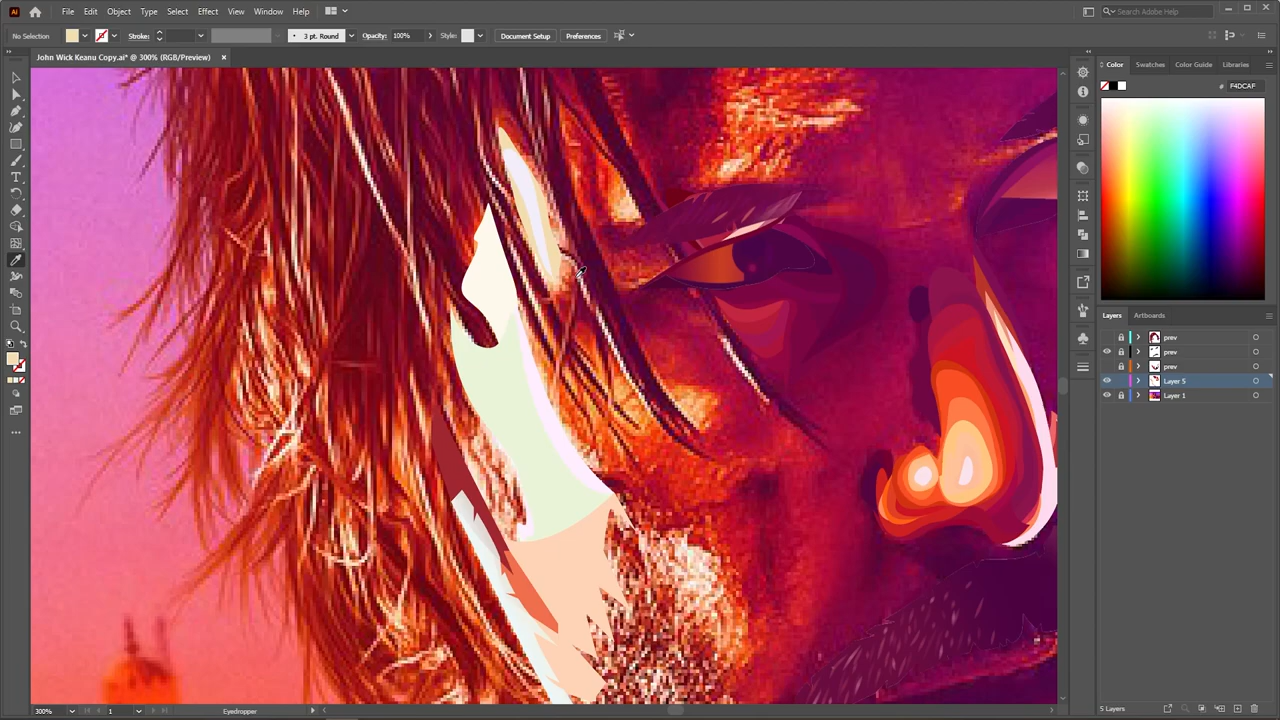 Ai File Edit Object Type Select Effect View Window Help Search Adobe Help
No Selection Stroke: 3 pt. Round Opacity: 100% Style: Document Setup Preferences
John Wick Keanu Copy.ai* @ 300% (RGB/Preview) ×
Color Swatches Color Guide Libraries
# F4DCAF
T
Layers Artboards
prev
prev
prev
Layer 5
Layer 1
300% 1 Eyedropper 5 Layers